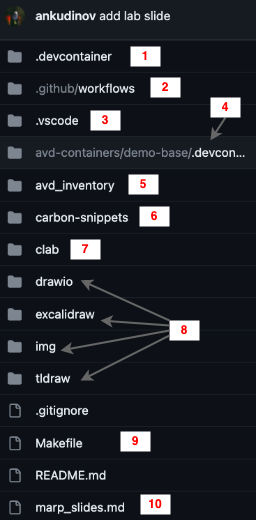 ankudinov add lab slide
.devcontainer 1
.github/workflows 2
.vscode 3
4
avd-containers/demo-base/.devcon...
avd_inventory 5
carbon-snippets 6
clab 7
drawio
excalidraw
8
img
tldraw
.gitignore
Makefile 9
README.md
marp_slides.md 10